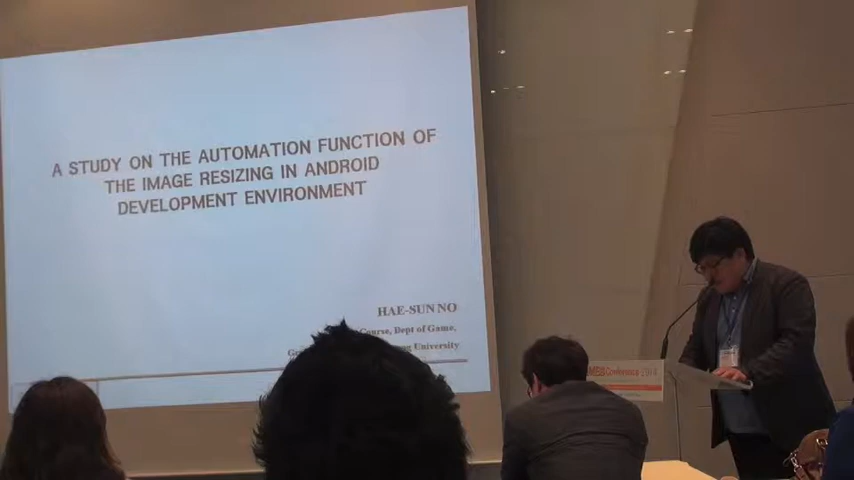 A STUDY ON THE AUTOMATION FUNCTION OF
THE IMAGE RESIZING IN ANDROID
DEVELOPMENT ENVIRONMENT
HAE-SUN NO
Course, Dept of Game,
University
Conference